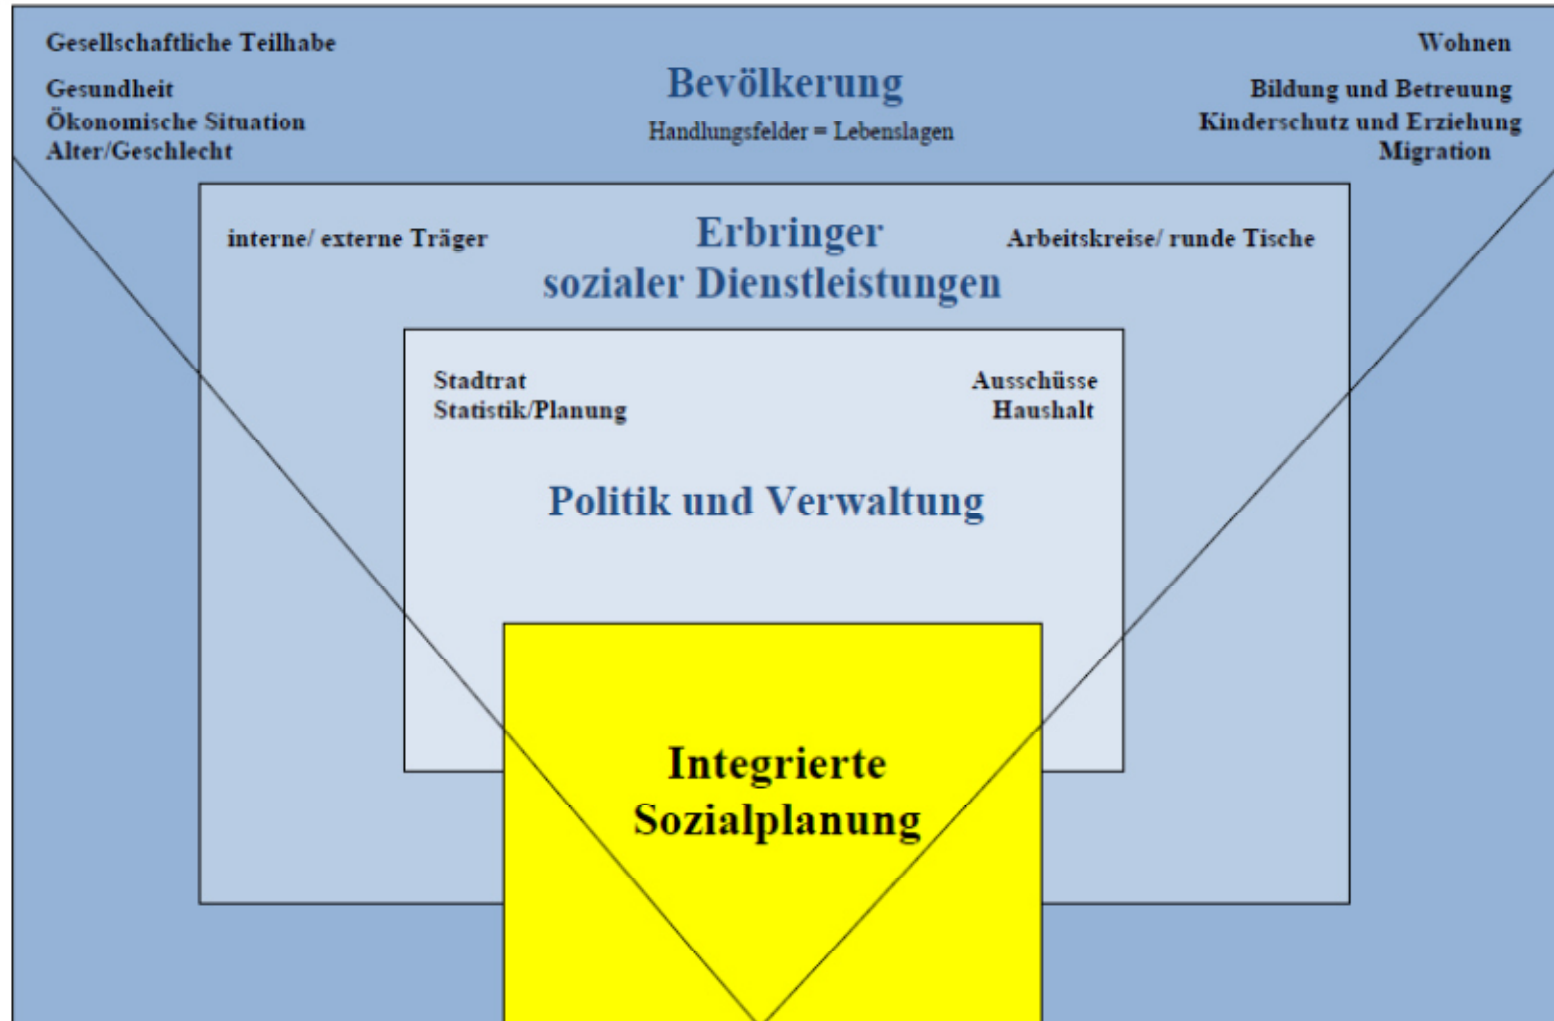 Gesellschaftliche Teilhabe
Wohnen
Bevölkerung
Gesundheit
Bildung und Betreuung
Ökonomische Situation
Handlungsfelder = Lebenslagen
Kinderschutz und Erziehung
Alter/Geschlecht
Migration
interne/ externe Träger
Erbringer
sozialer Dienstleistungen
Arbeitskreise/ runde Tische
Stadtrat
Statistik/Planung
Ausschüsse
Haushalt
Politik und Verwaltung
Integrierte
Sozialplanung